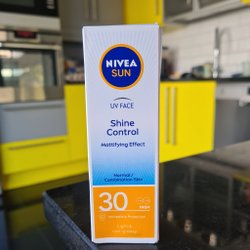 NIVEA
SUN
UV FACE
Shine
Control
Mattifying Effect
Normal /
Combination Skin
30